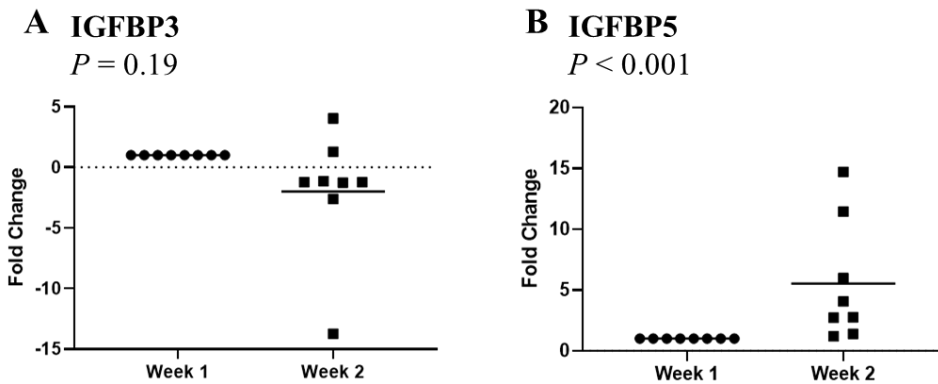 A IGFBP3
P = 0.19
5
0
-5
-10
-15
Fold Change
Week 1
Week 2
B IGFBP5
P < 0.001
20
15
10
5
0
Fold Change
Week 1
Week 2